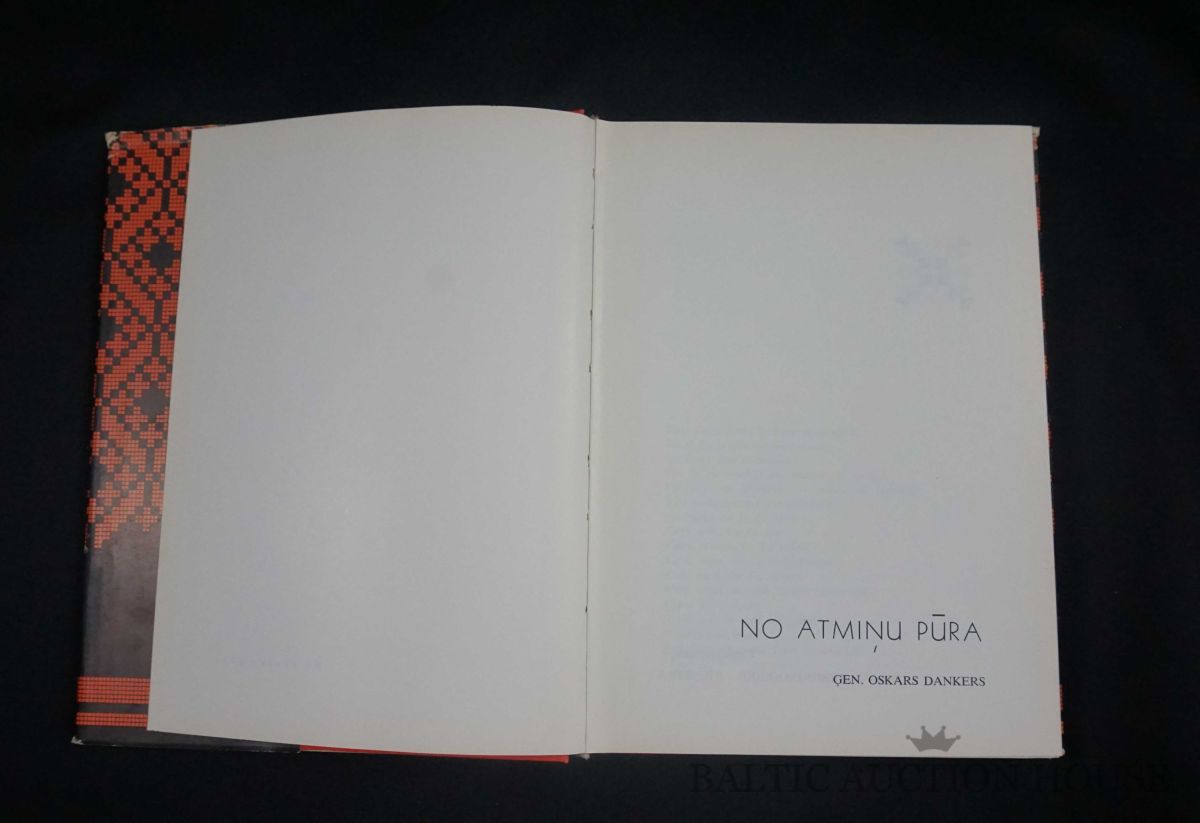 NO ATMIŅU PŪRA
ĢEN. OSKARS DANKERS
BALTIC AUCTION HOUSE